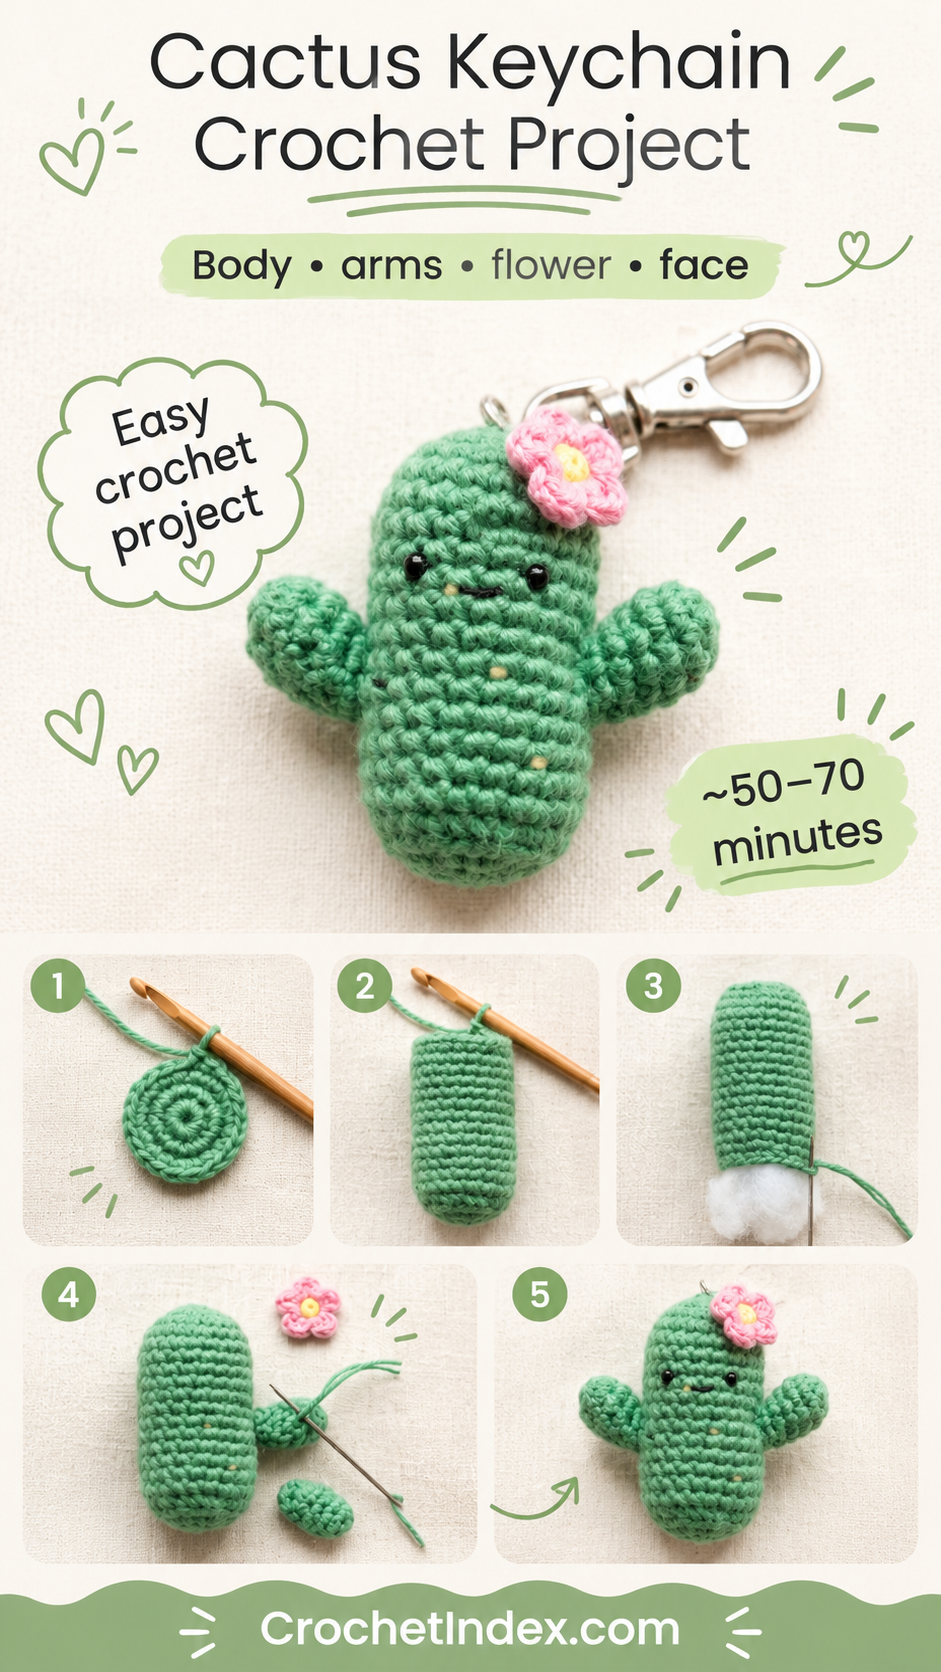 Cactus Keychain
Crochet Project
Body • arms • flower • face
Easy
crochet
project
~50–70
minutes
1
2
3
4
5
CrochetIndex.com